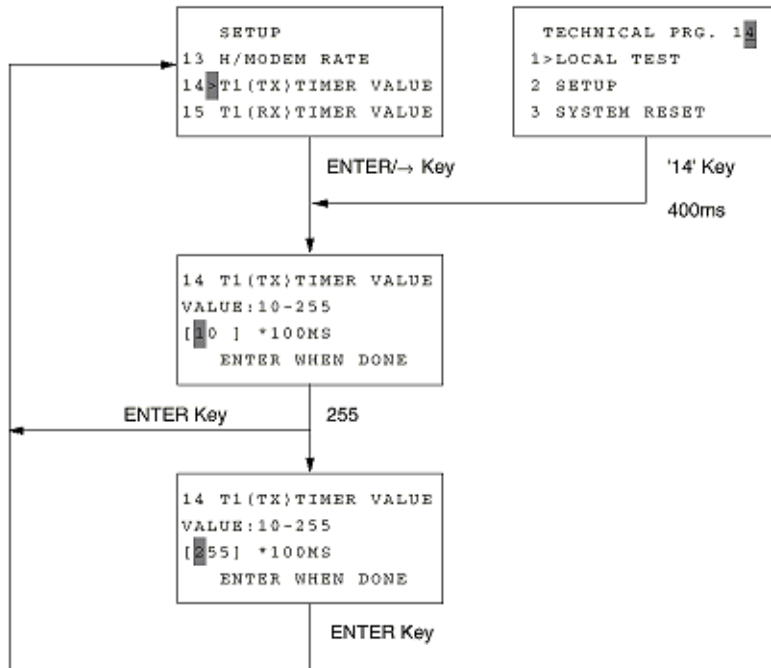 SETUP
13 H/MODEM RATE
14>T1(TX)TIMER VALUE
15 T1(RX)TIMER VALUE
TECHNICAL PRG. 14
1>LOCAL TEST
2 SETUP
3 SYSTEM RESET
ENTER/→ Key
'14' Key
400ms
14 T1(TX)TIMER VALUE
VALUE:10-255
[10 ] *100MS
ENTER WHEN DONE
ENTER Key
255
14 T1(TX)TIMER VALUE
VALUE:10-255
[255] *100MS
ENTER WHEN DONE
ENTER Key